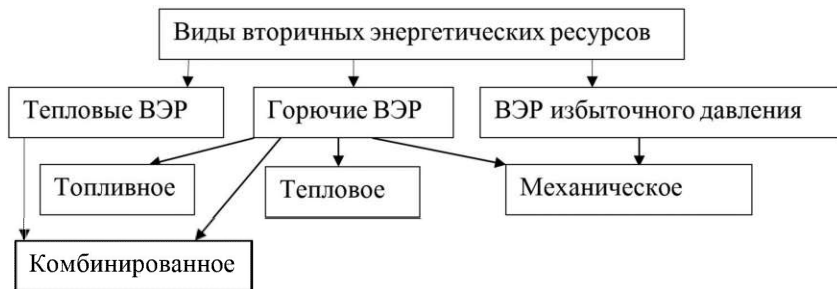 Виды вторичных энергетических ресурсов
Тепловые ВЭР
Горючие ВЭР
ВЭР избыточного давления
Топливное
Тепловое
Механическое
Комбинированное